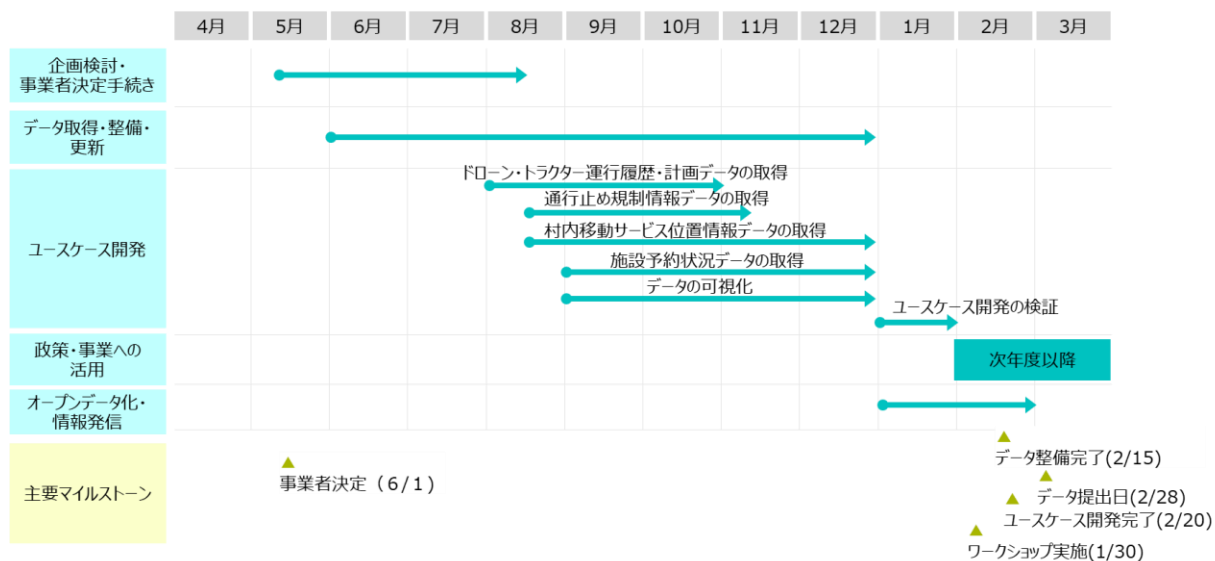 4月 5月 6月 7月 8月 9月 10月 11月 12月 1月 2月 3月
企画検討・
事業者決定手続き
データ取得・整備・
更新
ユースケース開発
ドローン・トラクター運行履歴・計画データの取得
通行止め規制情報データの取得
村内移動サービス位置情報データの取得
施設予約状況データの取得
データの可視化
ユースケース開発の検証
政策・事業への
活用
次年度以降
オープンデータ化・
情報発信
主要マイルストーン
事業者決定（6/1）
データ整備完了(2/15)
データ提出日(2/28)
ユースケース開発完了(2/20)
ワークショップ実施(1/30)